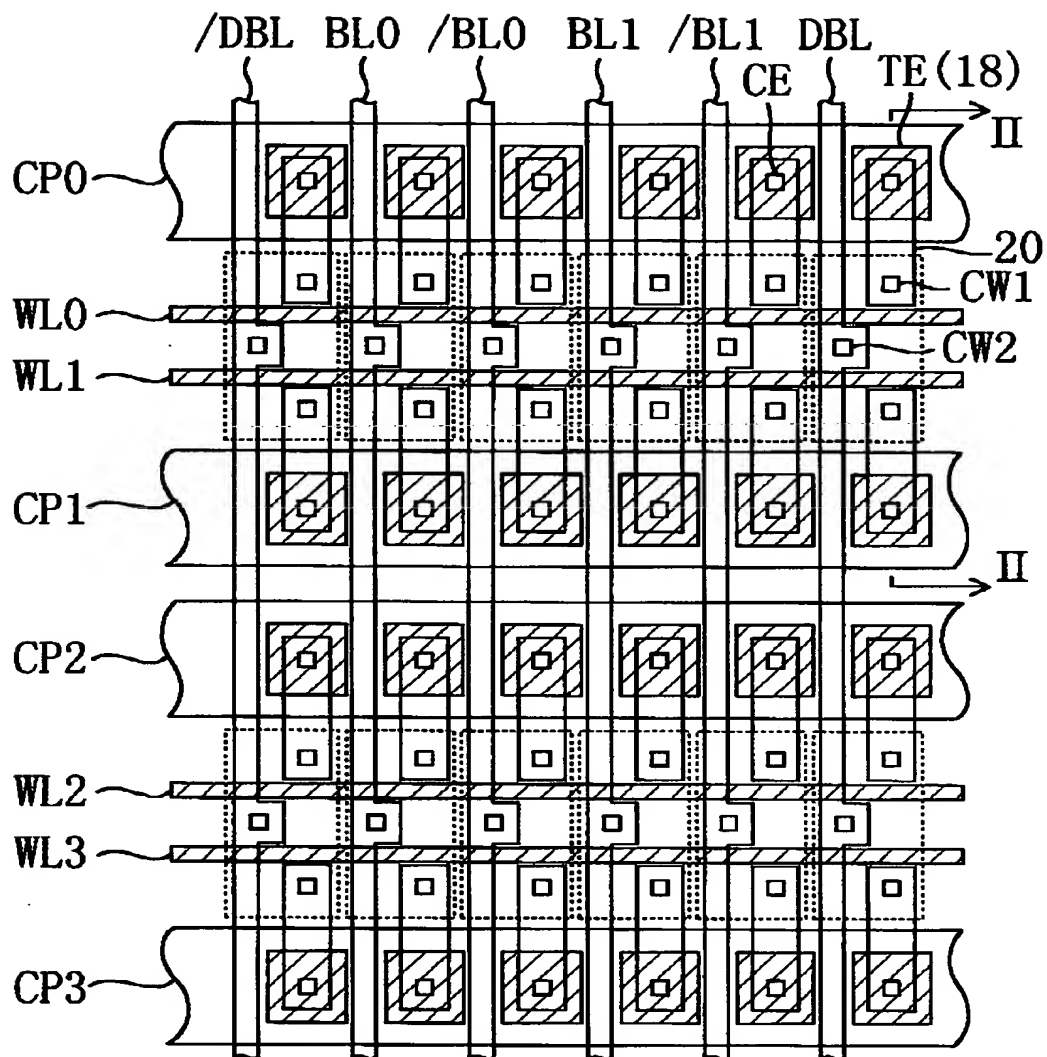 /DBL BL0 /BL0 BL1 /BL1 DBL
CE TE(18)
II
CP0
20
CW1
WL0
CW2
WL1
CP1
II
CP2
WL2
WL3
CP3